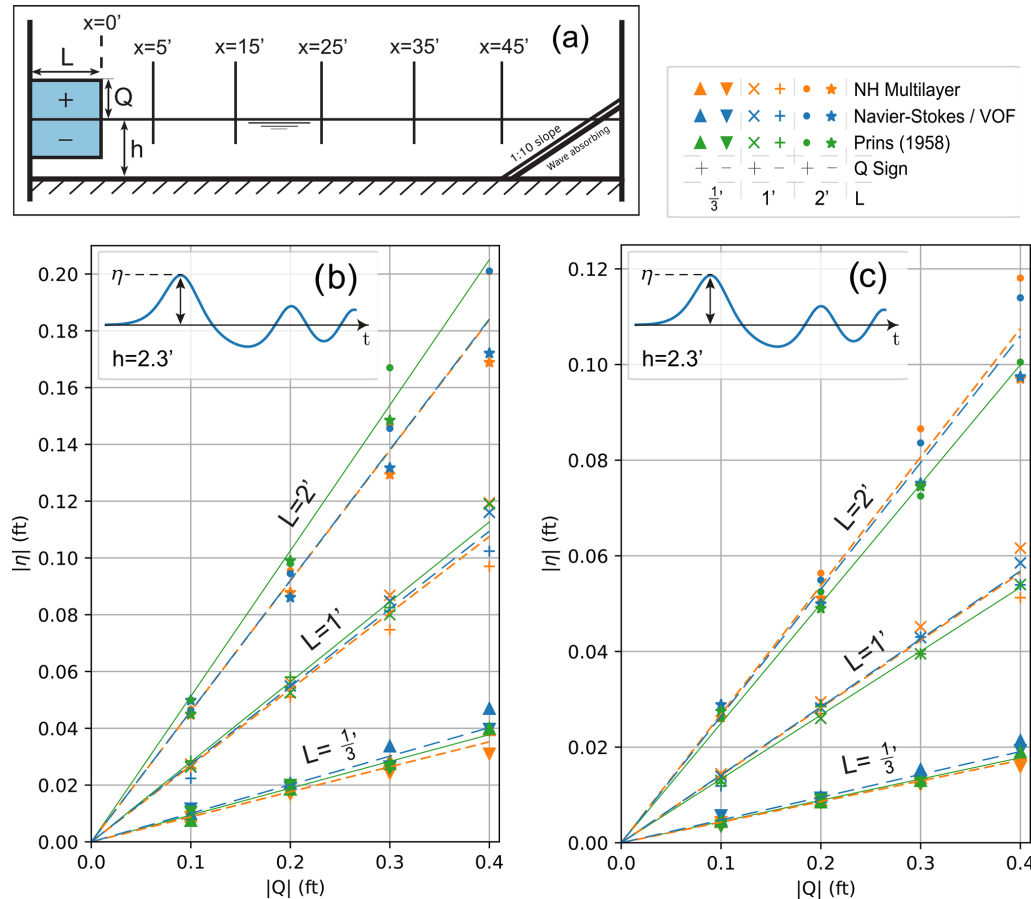 x=0’
(a)
L
x=5’
x=15’
x=25’
x=35’
x=45’
+
Q
−
h
1:10 slope
Wave absorbing
NH Multilayer
Navier-Stokes / VOF
Prins (1958)
+ − + − + − Q Sign
1/3’ 1’ 2’ L
(b)
η
t
h=2.3’
L=2’
L=1’
L= 1/3’
0.20
0.18
0.16
0.14
0.12
0.10
0.08
0.06
0.04
0.02
0.00
|η| (ft)
0.0 0.1 0.2 0.3 0.4
|Q| (ft)
(c)
η
t
h=2.3’
L=2’
L=1’
L= 1/3’
0.12
0.10
0.08
0.06
0.04
0.02
0.00
|η| (ft)
0.0 0.1 0.2 0.3 0.4
|Q| (ft)